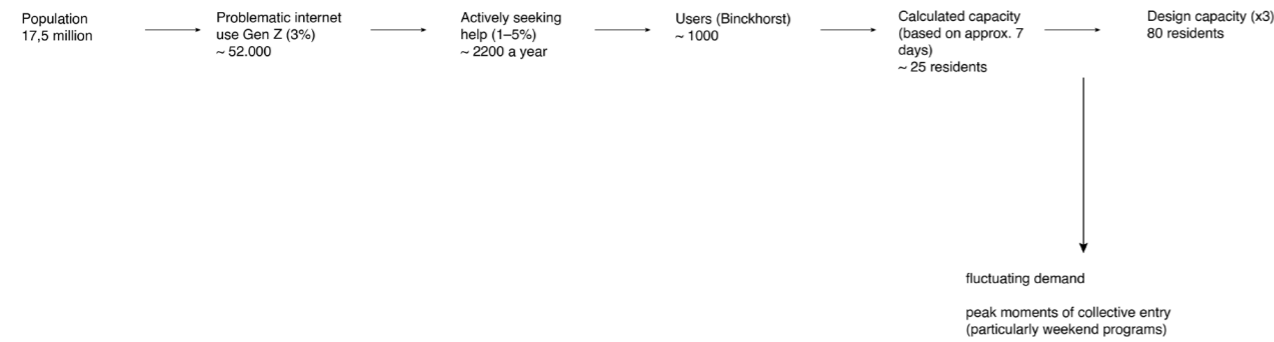 Population
17,5 million
Problematic internet
use Gen Z (3%)
~ 52.000
Actively seeking
help (1–5%)
~ 2200 a year
Users (Binckhorst)
~ 1000
Calculated capacity
(based on approx. 7
days)
~ 25 residents
Design capacity (x3)
80 residents
fluctuating demand
peak moments of collective entry
(particularly weekend programs)